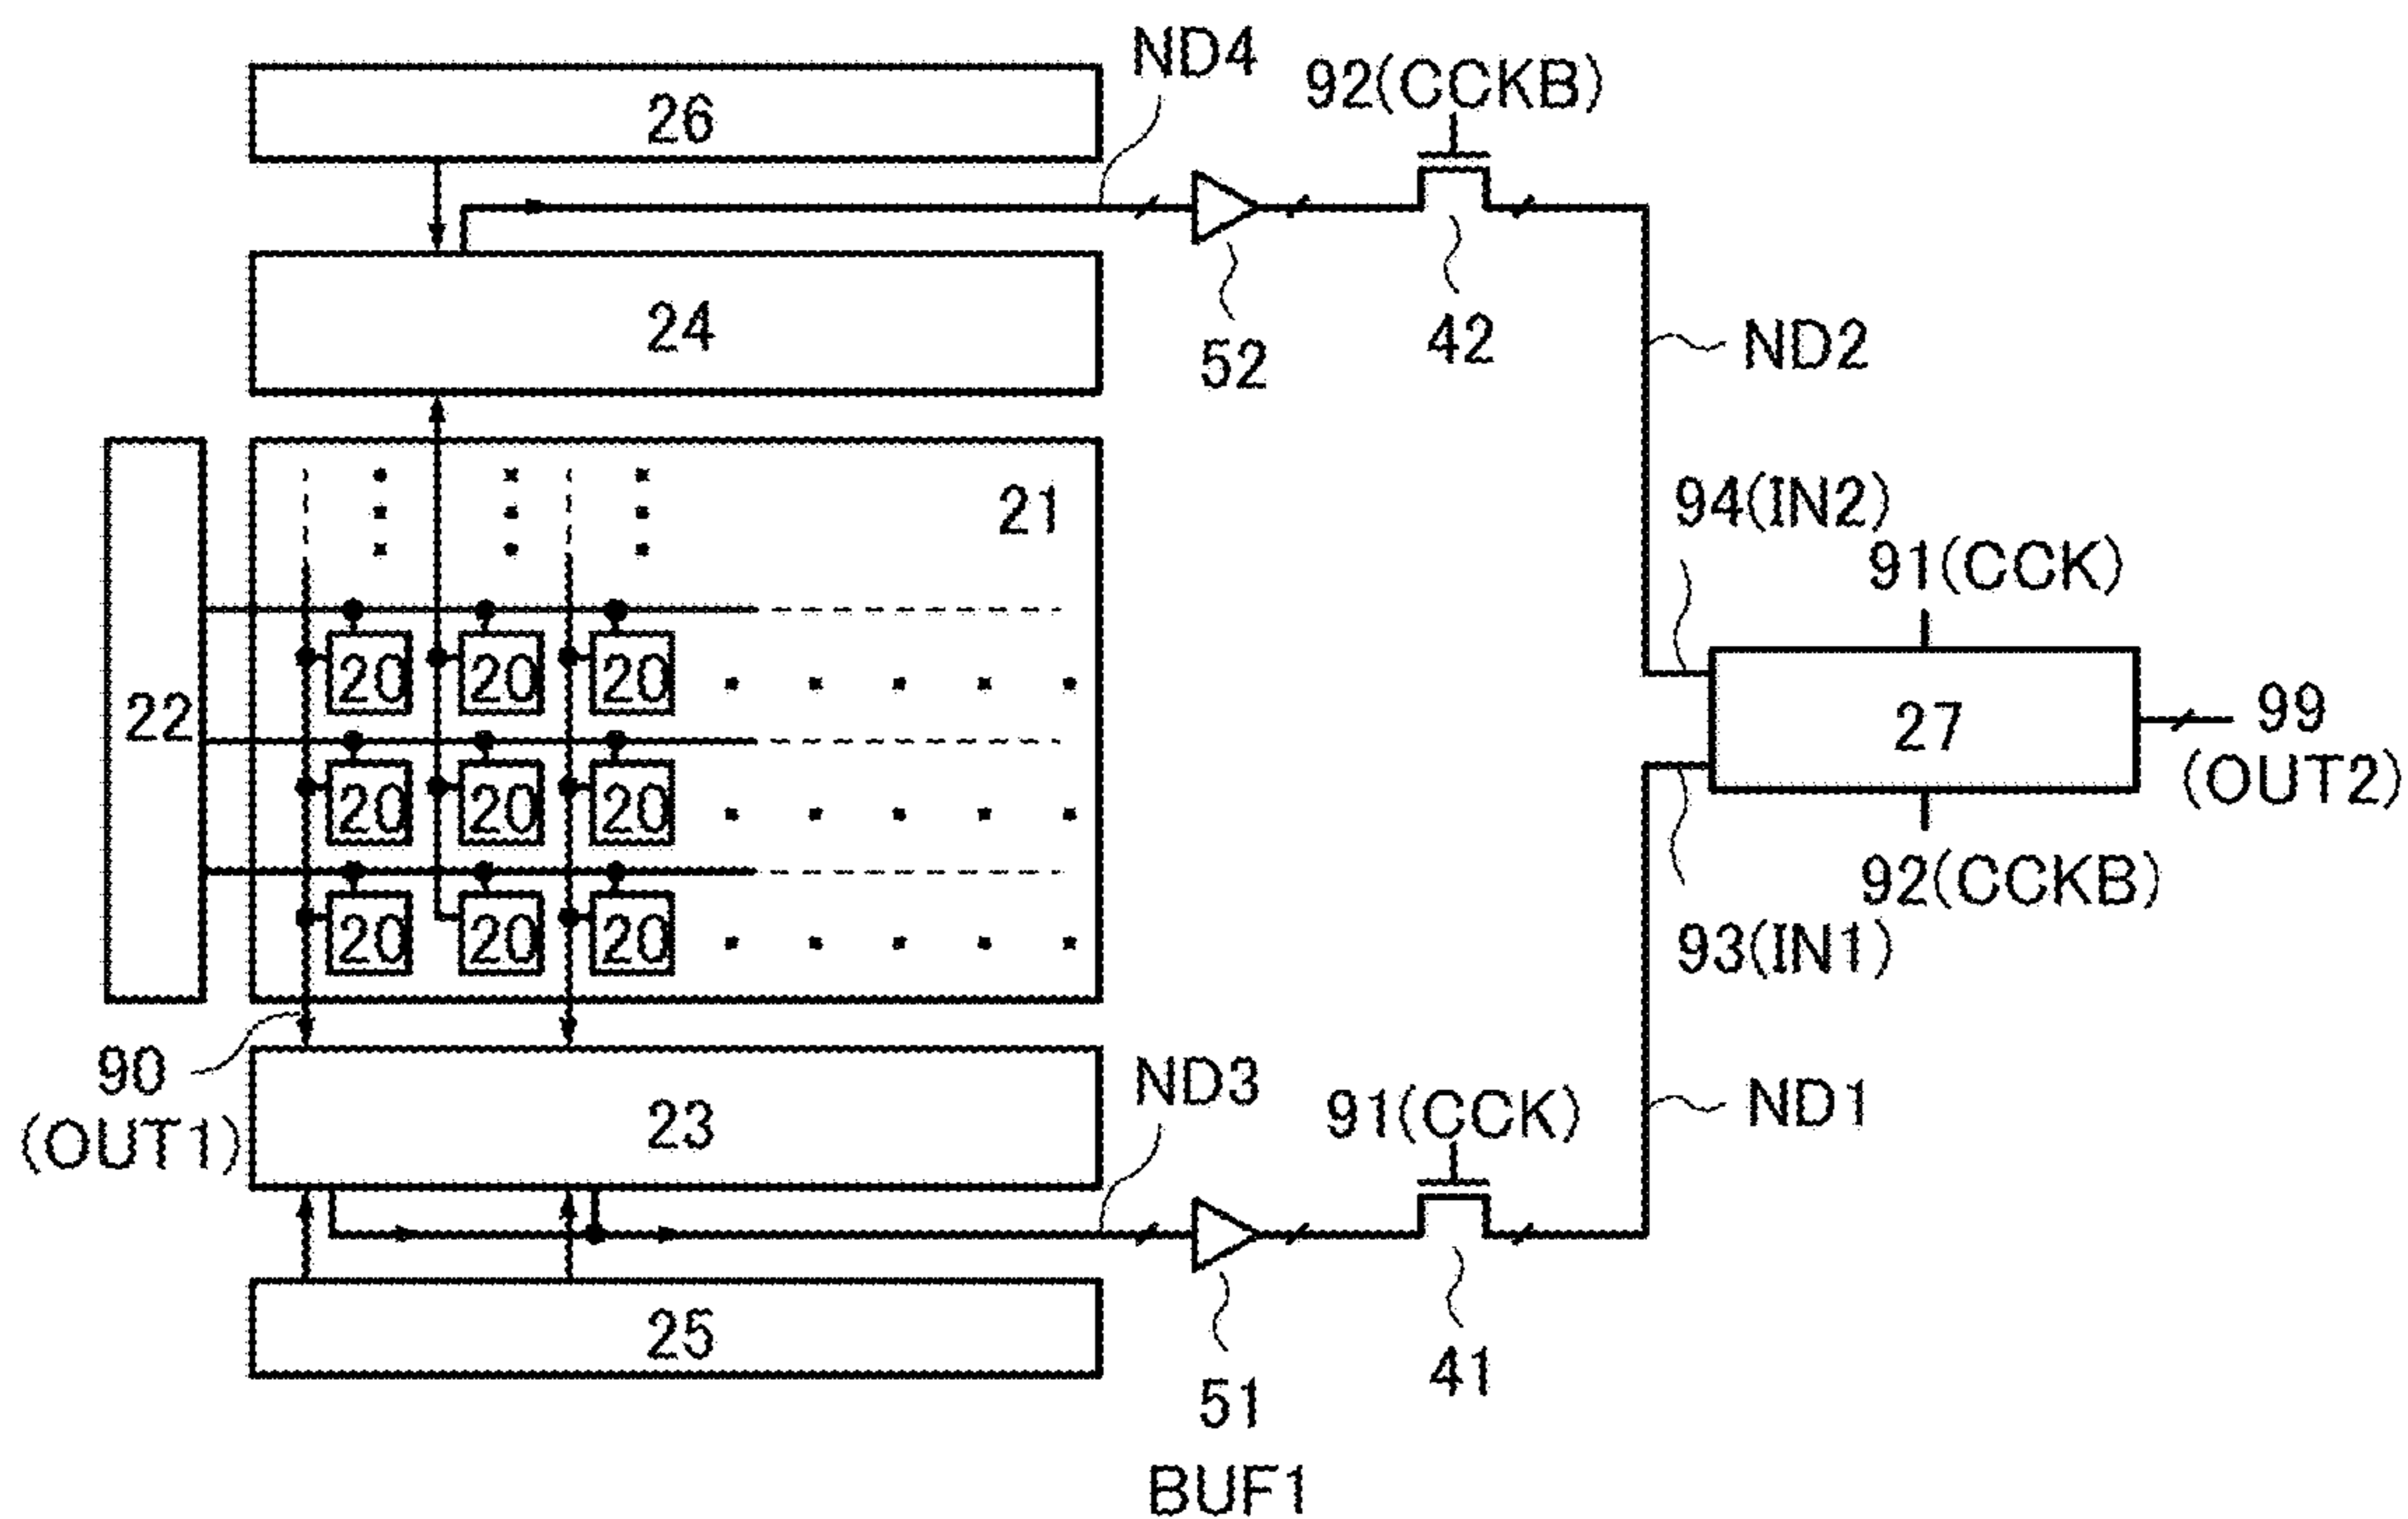 ND4
92(CCKB)
26
24
52
42
ND2
21
94(IN2)
91(CCK)
20 20 20
22
27
99
(OUT2)
20 20 20
92(CCKB)
20 20 20
93(IN1)
90
(OUT1)
23
ND3
91(CCK)
ND1
25
51
41
BUF1